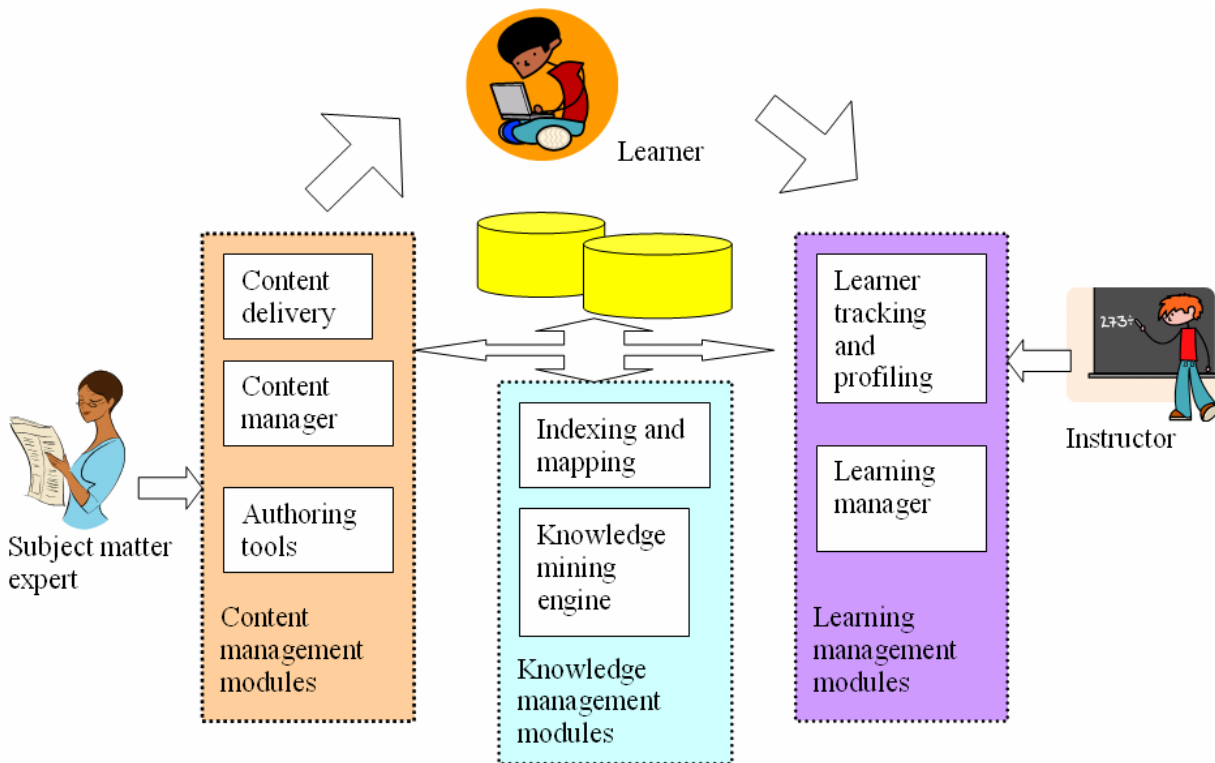 Learner
Content
delivery
Content
manager
Authoring
tools
Content
management
modules
Subject matter
expert
Indexing and
mapping
Knowledge
mining
engine
Knowledge
management
modules
Learner
tracking
and
profiling
Learning
manager
Learning
management
modules
273÷
Instructor